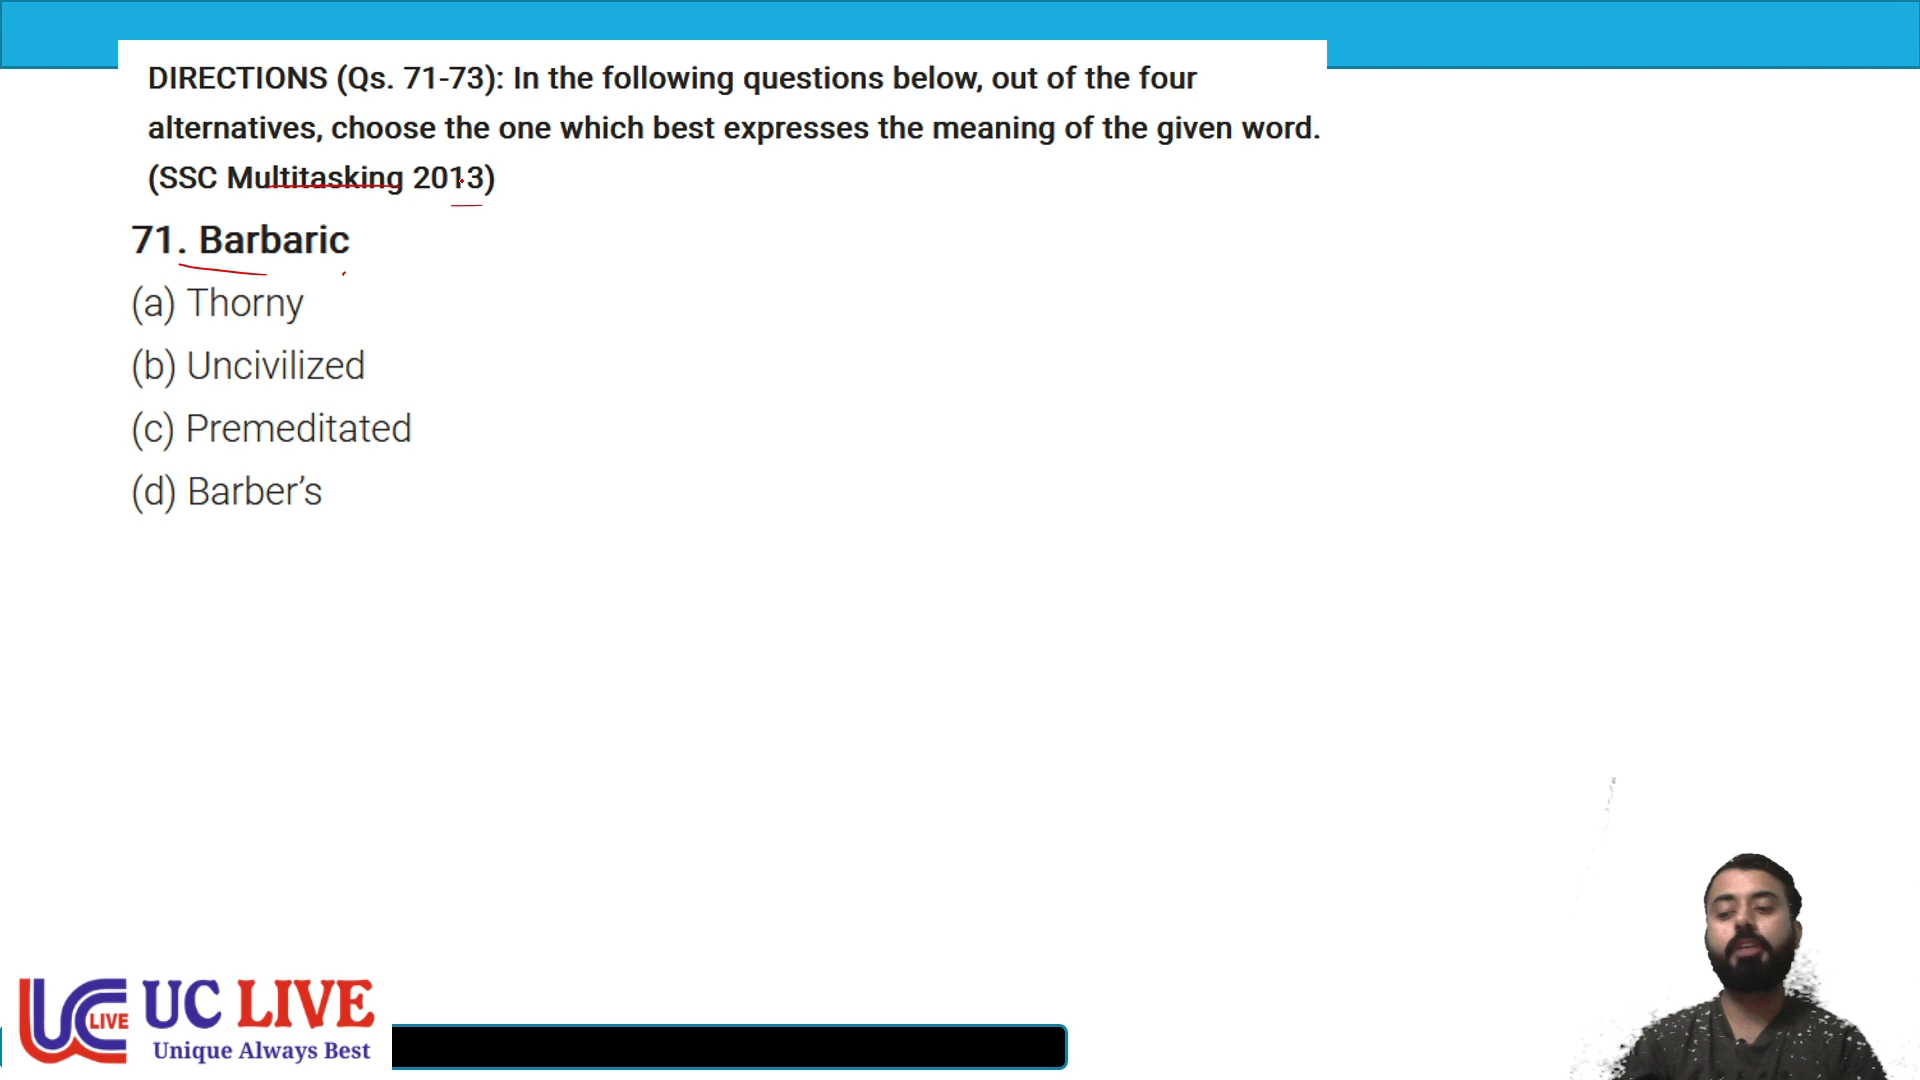 DIRECTIONS (Qs. 71-73): In the following questions below, out of the four
alternatives, choose the one which best expresses the meaning of the given word.
(SSC Multitasking 2013)
71. Barbaric
(a) Thorny
(b) Uncivilized
(c) Premeditated
(d) Barber’s
UC LIVE UC LIVE
Unique Always Best